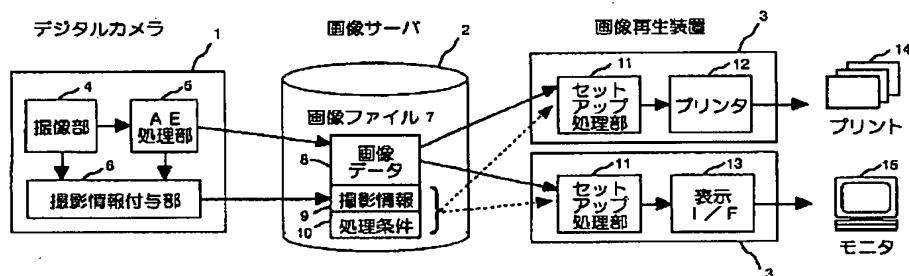 デジタルカメラ
1
4
撮像部
5
AE
処理部
6
撮影情報付与部
画像サーバ
2
画像ファイル 7
8
画像
データ
9
撮影情報
10
処理条件
画像再生装置
3
11
セット
アップ
処理部
12
プリンタ
14
プリント
11
セット
アップ
処理部
13
表示
I/F
15
モニタ
3